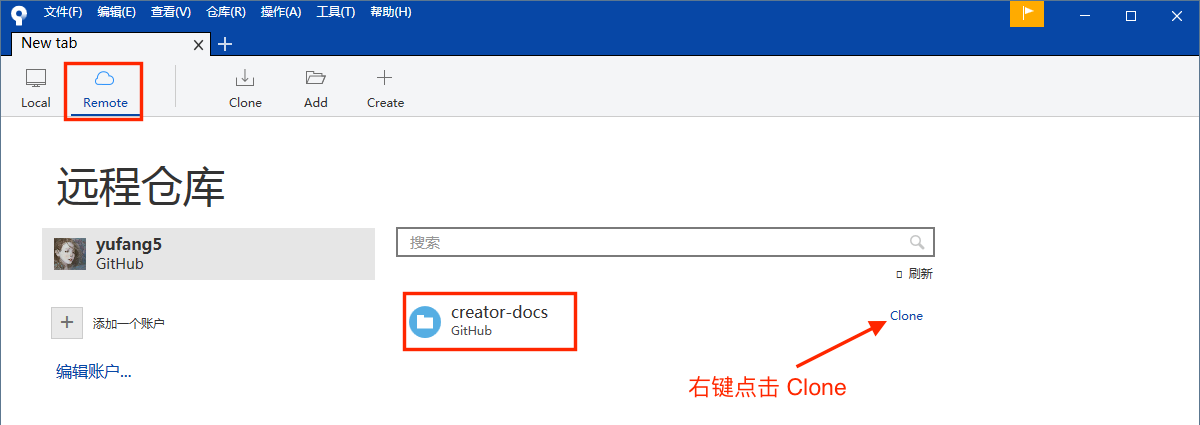 文件(F) 编辑(E) 查看(V) 仓库(R) 操作(A) 工具(T) 帮助(H)
New tab
Local Remote Clone Add Create
远程仓库
yufang5
GitHub
搜索
刷新
添加一个账户
编辑账户...
creator-docs
GitHub
Clone
右键点击 Clone